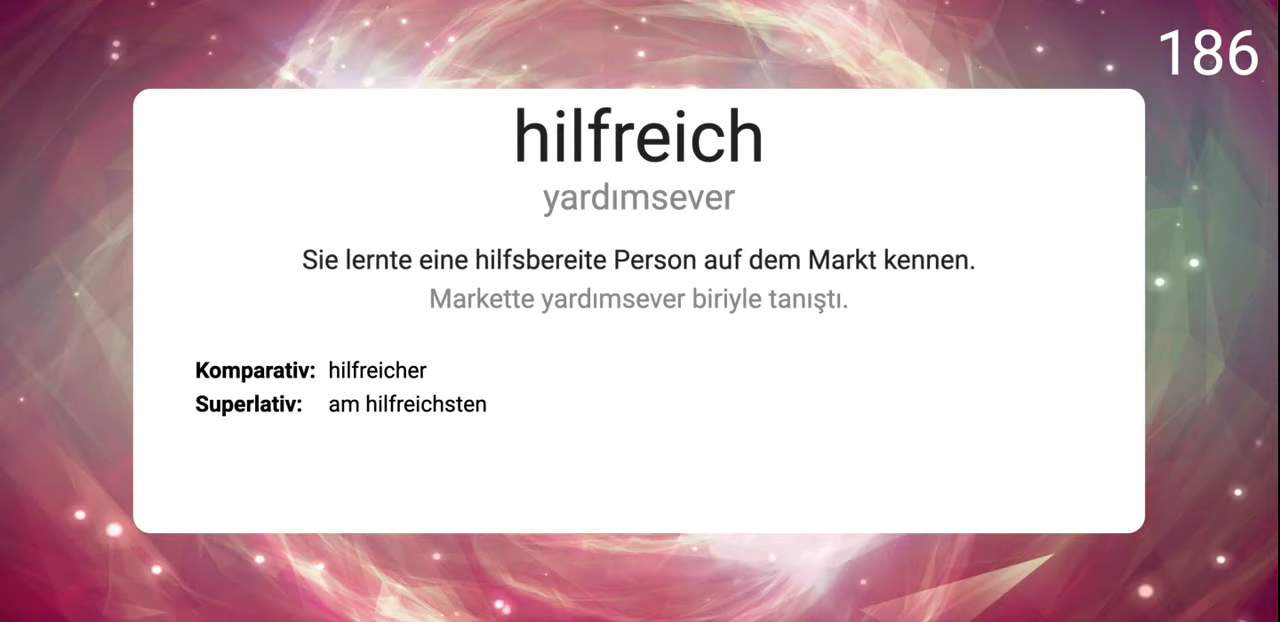 186
hilfreich
yardımsever
Sie lernte eine hilfsbereite Person auf dem Markt kennen.
Markette yardımsever biriyle tanıştı.
Komparativ: hilfreicher
Superlativ: am hilfreichsten